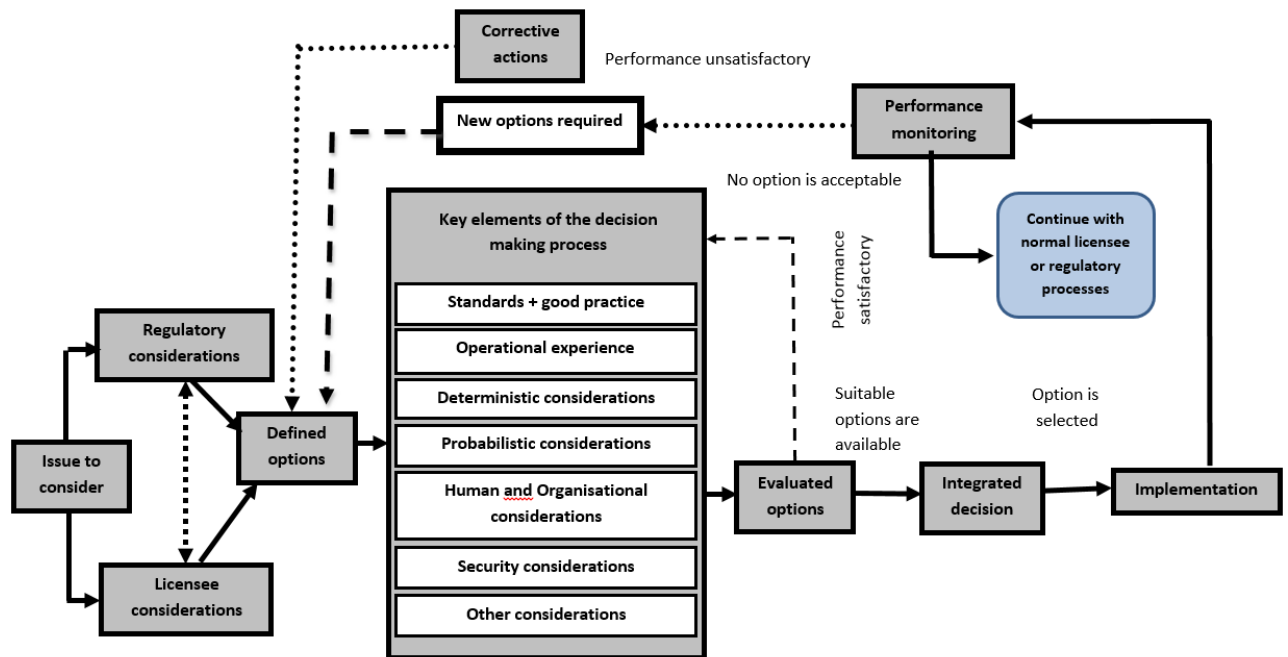 Corrective
actions
Performance unsatisfactory
New options required
Performance
monitoring
No option is acceptable
Continue with
normal licensee
or regulatory
processes
Key elements of the decision
making process
Performance
satisfactory
Standards + good practice
Operational experience
Deterministic considerations
Probabilistic considerations
Human and Organisational
considerations
Security considerations
Other considerations
Regulatory
considerations
Issue to
consider
Licensee
considerations
Defined
options
Suitable
options are
available
Option is
selected
Evaluated
options
Integrated
decision
Implementation